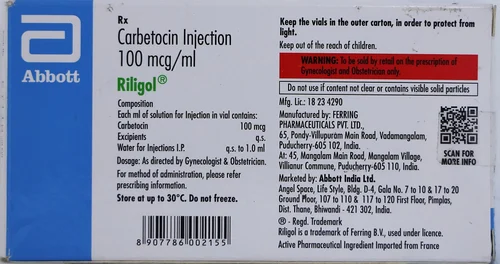 Abbott
Rx
Carbetocin Injection
100 mcg/ml
Riligol®
Composition
Each ml of solution for Injection in vial contains:
Carbetocin 100 mcg
Excipients q.s.
Water for Injections I.P. q.s. to 1.0 ml
Dosage: As directed by Gynecologist & Obstetrician.
For method of administration, please refer
prescribing information.
Store at up to 30°C. Do not freeze.
8 907786 002155
Keep the vials in the outer carton, in order to protect from
light.
Keep out of the reach of children.
WARNING: To be sold by retail on the prescription of
Gynecologist and Obstetrician only.
Do not use if content not clear or contains visible solid particles
Mfg. Lic.: 18 23 4290
Manufactured by: FERRING
PHARMACEUTICALS PVT. LTD.,
65, Pondy-Villupuram Main Road, Vadamangalam,
Puducherry-605 102, India.
At: 45, Mangalam Main Road, Mangalam Village,
Villianur Commune, Puducherry-605 110, India.
SCAN FOR
MORE INFO
Marketed by: Abbott India Ltd.
Angel Space, Life Style, Bldg. D-4, Gala No. 7 to 10 & 17 to 20
Ground Floor, 107 to 110 & 117 to 120 First Floor, Pimplas,
Dist. Thane, Bhiwandi - 421 302, India.
® - Regd. Trademark
Riligol is a trademark of Ferring B.V., used under licence.
Active Pharmaceutical Ingredient Imported from France